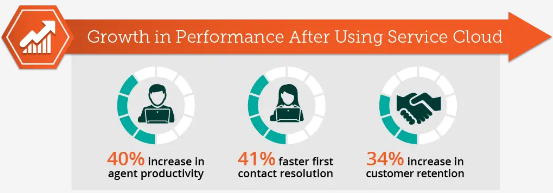 Growth in Performance After Using Service Cloud
40% increase in
agent productivity
41% faster first
contact resolution
34% increase in
customer retention